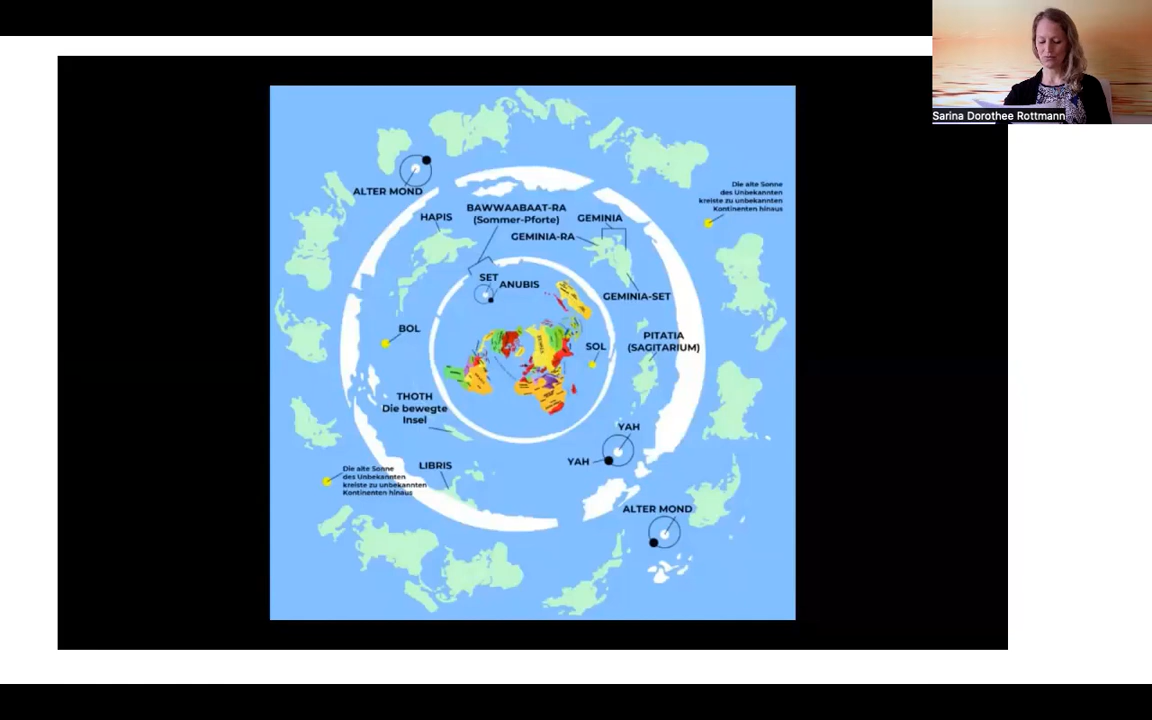 Sarina Dorothee Rottmann
ALTER MOND
Die alte Sonne
des Unbekannten
kreiste zu unbekannten
Kontinenten hinaus
HAPIS
BAWWAABAAT-RA
(Sommer-Pforte)
GEMINIA
GEMINIA-RA
SET
ANUBIS
GEMINIA-SET
BOL
SOL
PITATIA
(SAGITARIUM)
THOTH
Die bewegte
Insel
YAH
YAH
LIBRIS
Die alte Sonne
des Unbekannten
kreiste zu unbekannten
Kontinenten hinaus
ALTER MOND